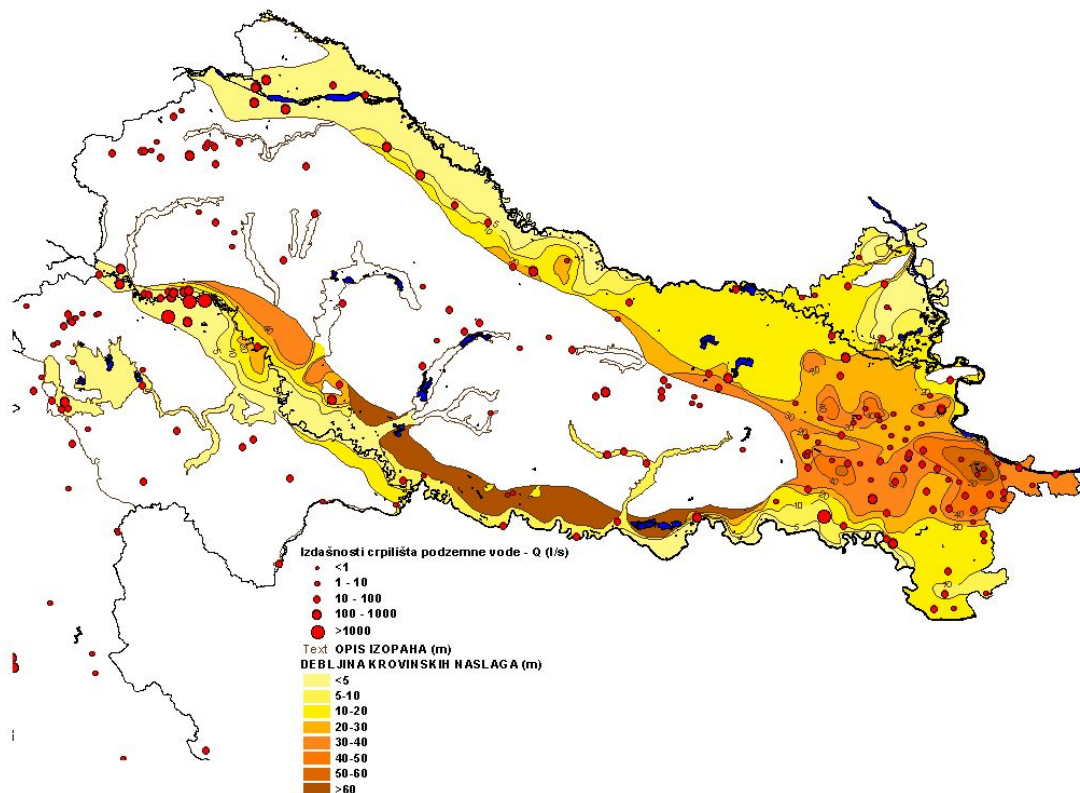 Izdašnosti crpilišta podzemne vode - Q (l/s)
<1
1 - 10
10 - 100
100 - 1000
>1000
Text OPIS IZOPAHA (m)
DEBLJINA KROVINSKIH NASLAGA (m)
<5
5-10
10-20
20-30
30-40
40-50
50-60
>60